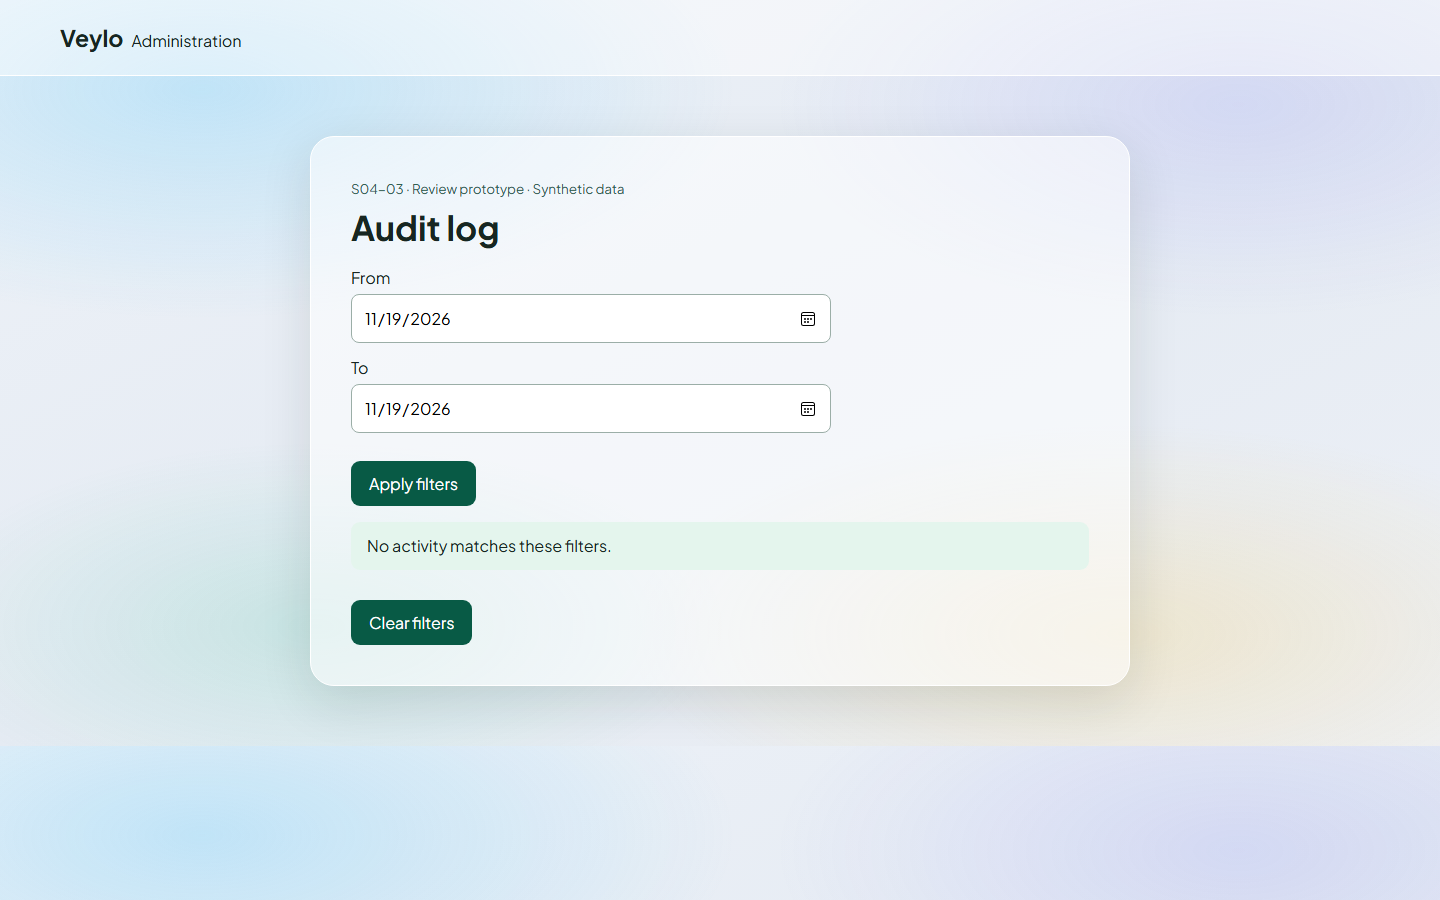 Veylo Administration
S04-03 · Review prototype · Synthetic data
Audit log
From
11/19/2026
To
11/19/2026
Apply filters
No activity matches these filters.
Clear filters